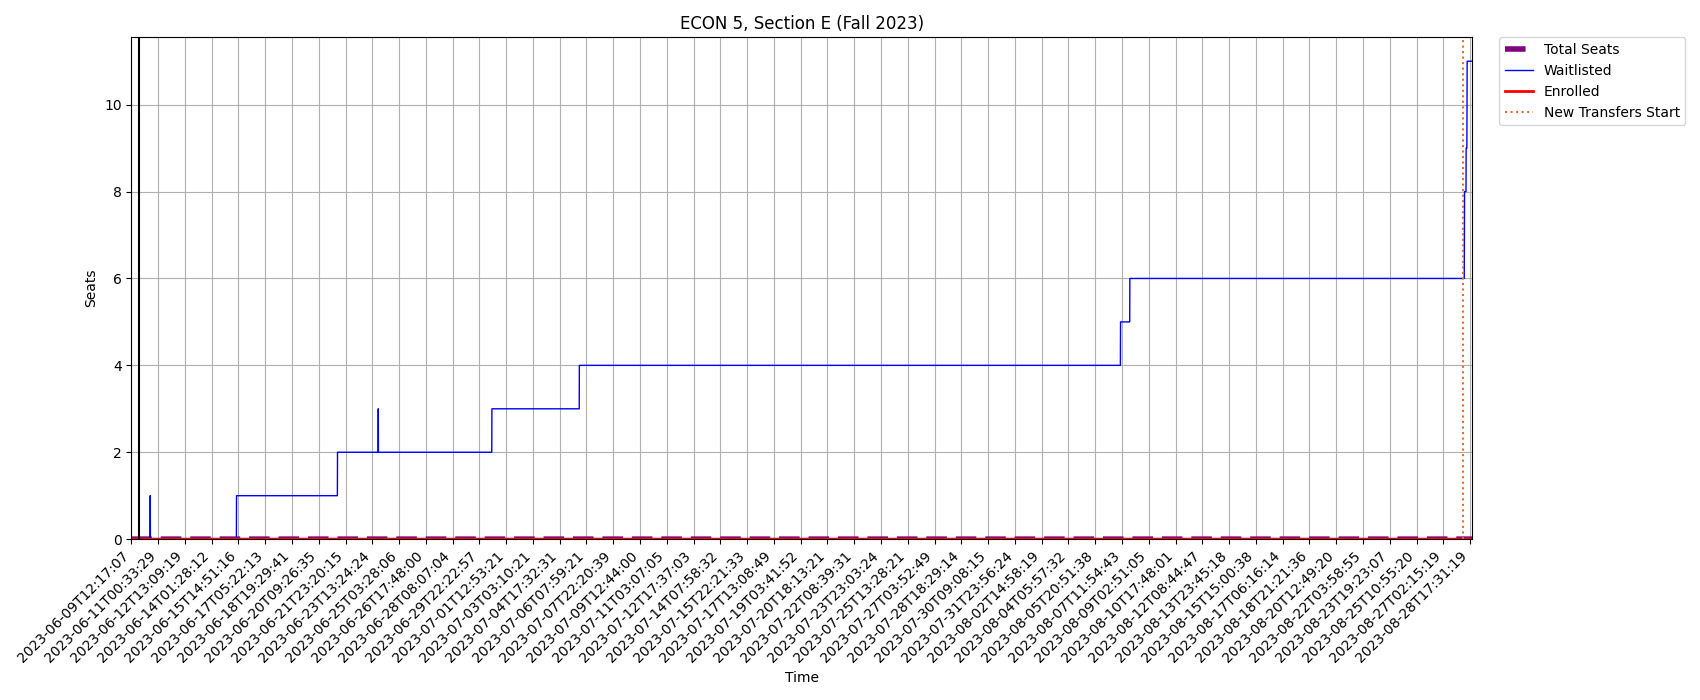 ECON 5, Section E (Fall 2023)
Total Seats
Waitlisted
Enrolled
New Transfers Start
Seats
10
8
6
4
2
0
2023-06-09T12:17:07
2023-06-11T00:33:29
2023-06-12T13:09:19
2023-06-14T01:28:12
2023-06-15T14:51:16
2023-06-17T05:22:13
2023-06-18T19:29:41
2023-06-20T09:26:35
2023-06-21T23:20:15
2023-06-23T13:24:24
2023-06-25T03:28:06
2023-06-26T17:48:00
2023-06-28T08:07:04
2023-06-29T22:22:57
2023-07-01T12:53:21
2023-07-03T03:10:21
2023-07-04T17:32:31
2023-07-06T07:59:21
2023-07-07T22:20:39
2023-07-09T12:44:00
2023-07-11T03:07:05
2023-07-12T17:37:03
2023-07-14T07:58:32
2023-07-15T22:21:33
2023-07-17T13:08:49
2023-07-19T03:41:52
2023-07-20T18:13:21
2023-07-22T08:39:31
2023-07-23T23:03:24
2023-07-25T13:28:21
2023-07-27T03:52:49
2023-07-28T18:29:14
2023-07-30T09:08:15
2023-07-31T23:56:24
2023-08-02T14:58:19
2023-08-04T05:57:32
2023-08-05T20:51:38
2023-08-07T11:54:43
2023-08-09T02:51:05
2023-08-10T17:48:01
2023-08-12T08:44:47
2023-08-13T23:45:18
2023-08-15T15:00:38
2023-08-17T06:16:14
2023-08-18T21:21:36
2023-08-20T12:49:20
2023-08-22T03:58:55
2023-08-23T19:23:07
2023-08-25T10:55:20
2023-08-27T02:15:19
2023-08-28T17:31:19
Time